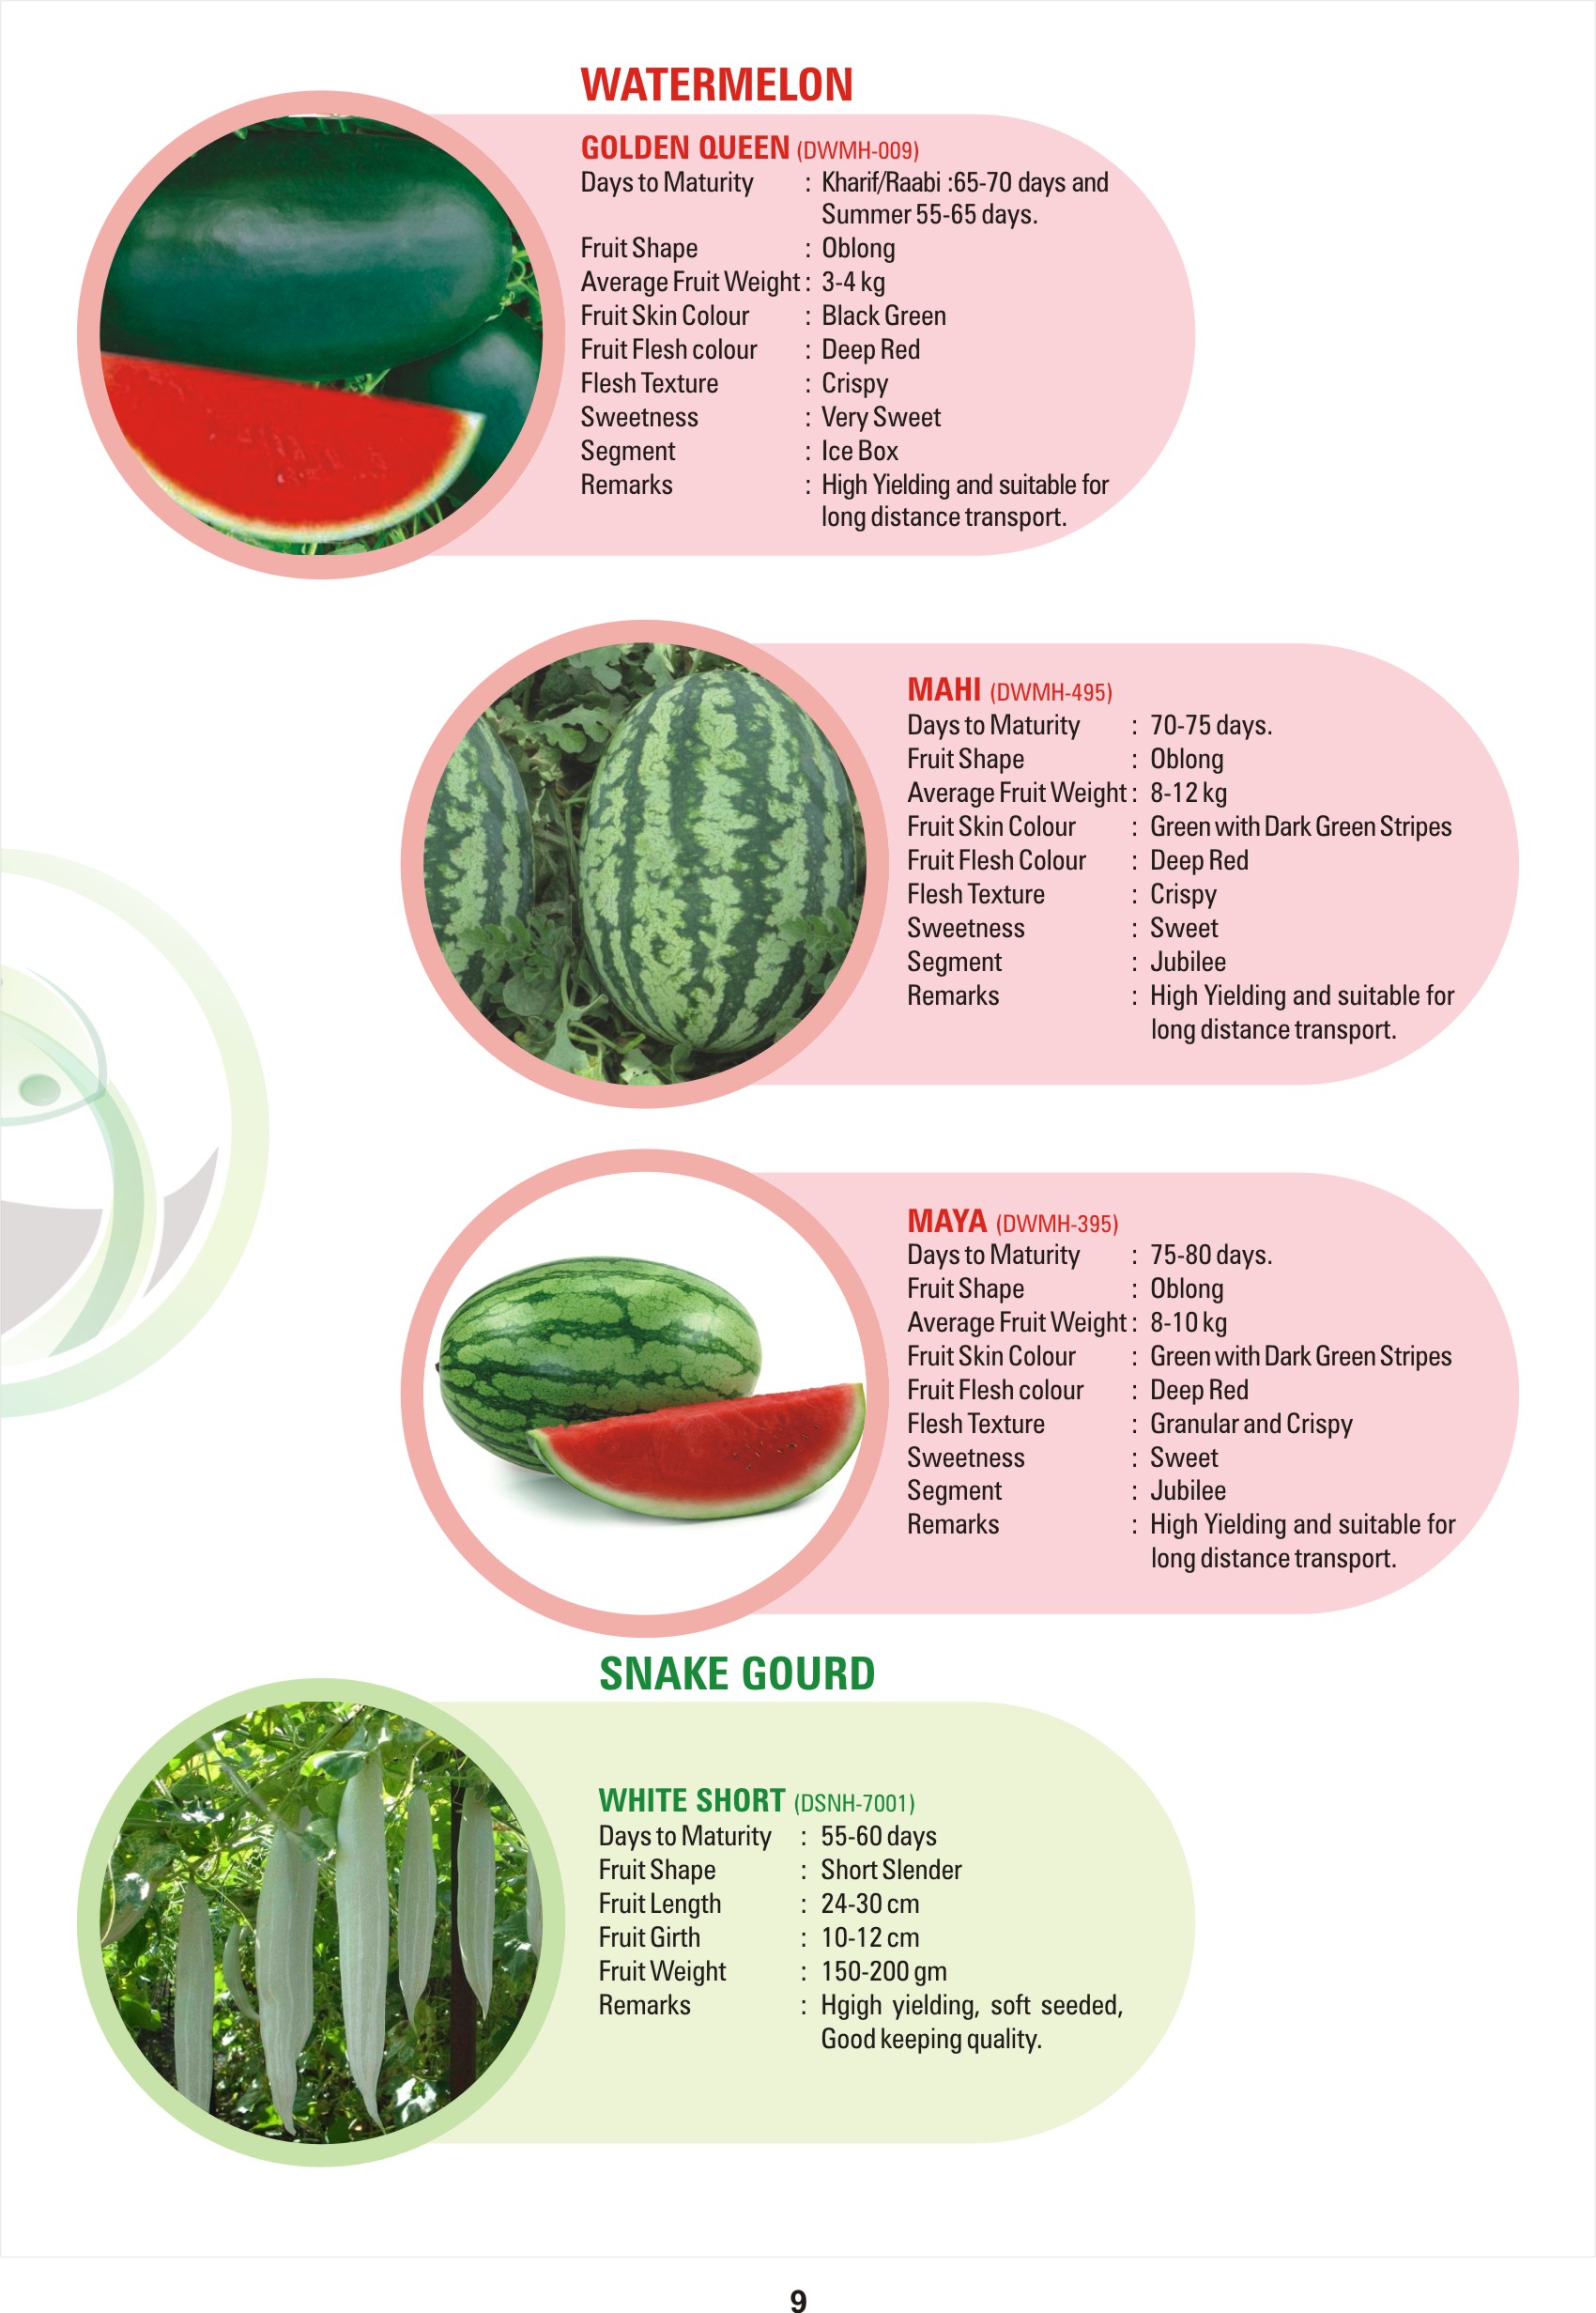 WATERMELON
GOLDEN QUEEN (DWMH-009)
Days to Maturity : Kharif/Raabi :65-70 days and
Summer 55-65 days.
Fruit Shape : Oblong
Average Fruit Weight : 3-4 kg
Fruit Skin Colour : Black Green
Fruit Flesh colour : Deep Red
Flesh Texture : Crispy
Sweetness : Very Sweet
Segment : Ice Box
Remarks : High Yielding and suitable for
long distance transport.
MAHI (DWMH-495)
Days to Maturity : 70-75 days.
Fruit Shape : Oblong
Average Fruit Weight : 8-12 kg
Fruit Skin Colour : Green with Dark Green Stripes
Fruit Flesh Colour : Deep Red
Flesh Texture : Crispy
Sweetness : Sweet
Segment : Jubilee
Remarks : High Yielding and suitable for
long distance transport.
MAYA (DWMH-395)
Days to Maturity : 75-80 days.
Fruit Shape : Oblong
Average Fruit Weight : 8-10 kg
Fruit Skin Colour : Green with Dark Green Stripes
Fruit Flesh colour : Deep Red
Flesh Texture : Granular and Crispy
Sweetness : Sweet
Segment : Jubilee
Remarks : High Yielding and suitable for
long distance transport.
SNAKE GOURD
WHITE SHORT (DSNH-7001)
Days to Maturity : 55-60 days
Fruit Shape : Short Slender
Fruit Length : 24-30 cm
Fruit Girth : 10-12 cm
Fruit Weight : 150-200 gm
Remarks : Hgigh yielding, soft seeded,
Good keeping quality.
9